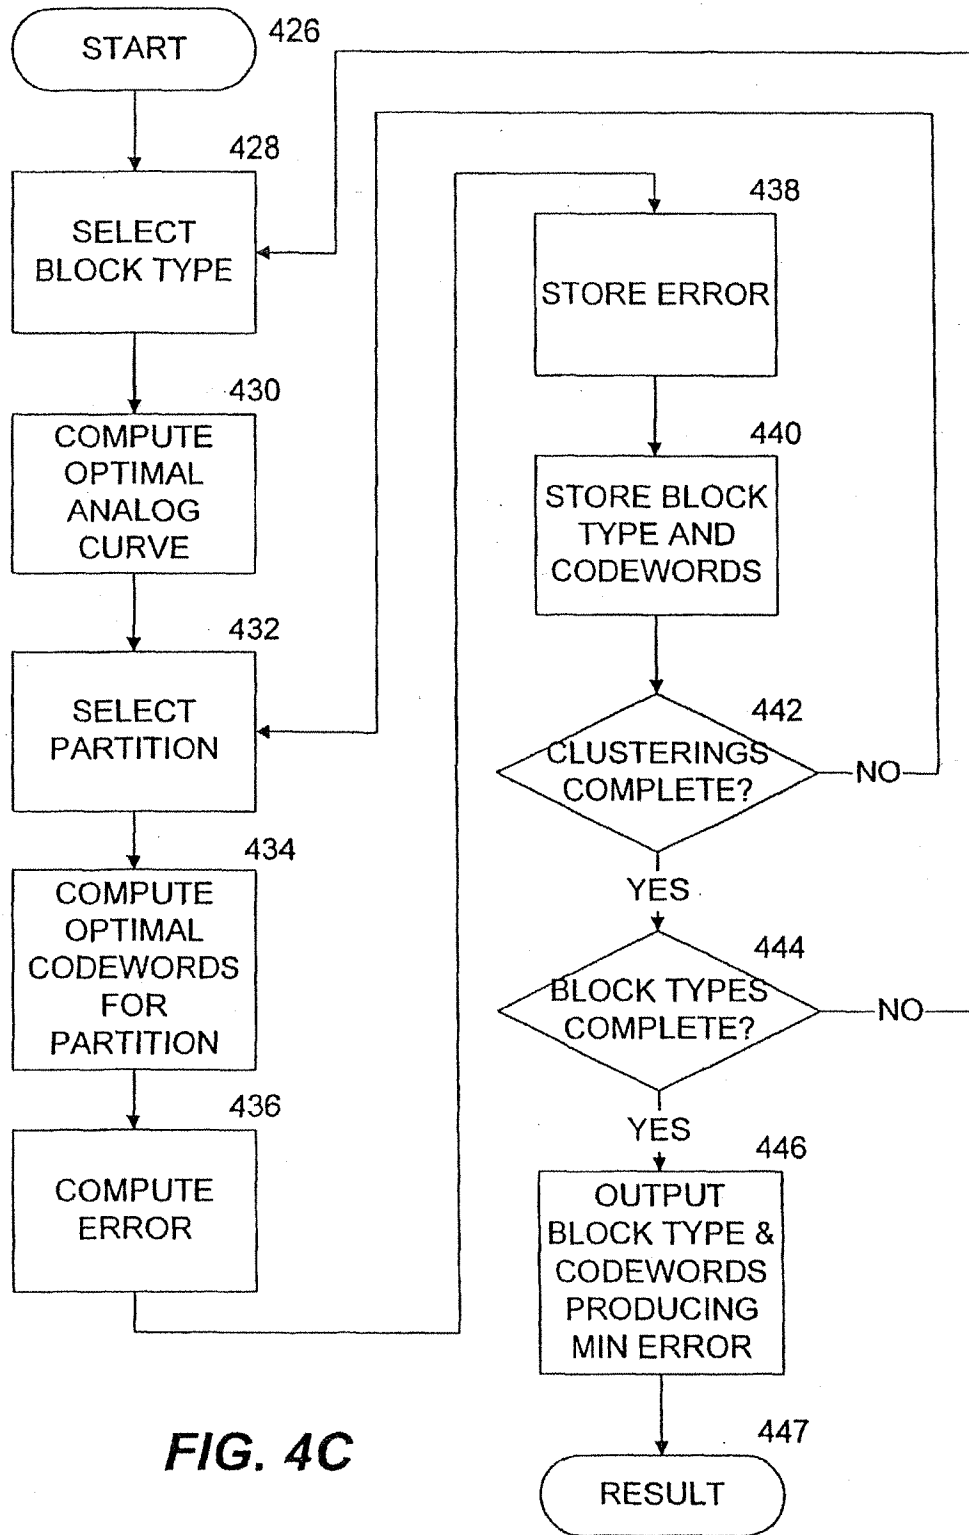 START
426
428
SELECT
BLOCK TYPE
430
COMPUTE
OPTIMAL
ANALOG
CURVE
432
SELECT
PARTITION
434
COMPUTE
OPTIMAL
CODEWORDS
FOR
PARTITION
436
COMPUTE
ERROR
438
STORE ERROR
440
STORE BLOCK
TYPE AND
CODEWORDS
442
CLUSTERINGS
COMPLETE?
NO
YES
444
BLOCK TYPES
COMPLETE?
NO
YES
446
OUTPUT
BLOCK TYPE &
CODEWORDS
PRODUCING
MIN ERROR
447
RESULT
FIG. 4C